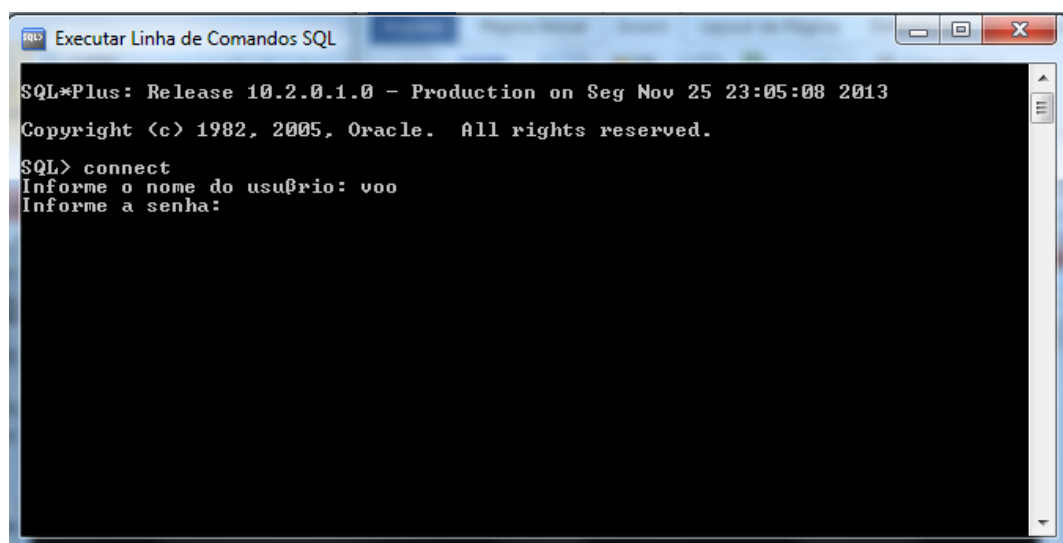 Executar Linha de Comandos SQL
SQL*Plus: Release 10.2.0.1.0 - Production on Seg Nov 25 23:05:08 2013
Copyright (c) 1982, 2005, Oracle.  All rights reserved.
SQL> connect
Informe o nome do usußrio: voo
Informe a senha: